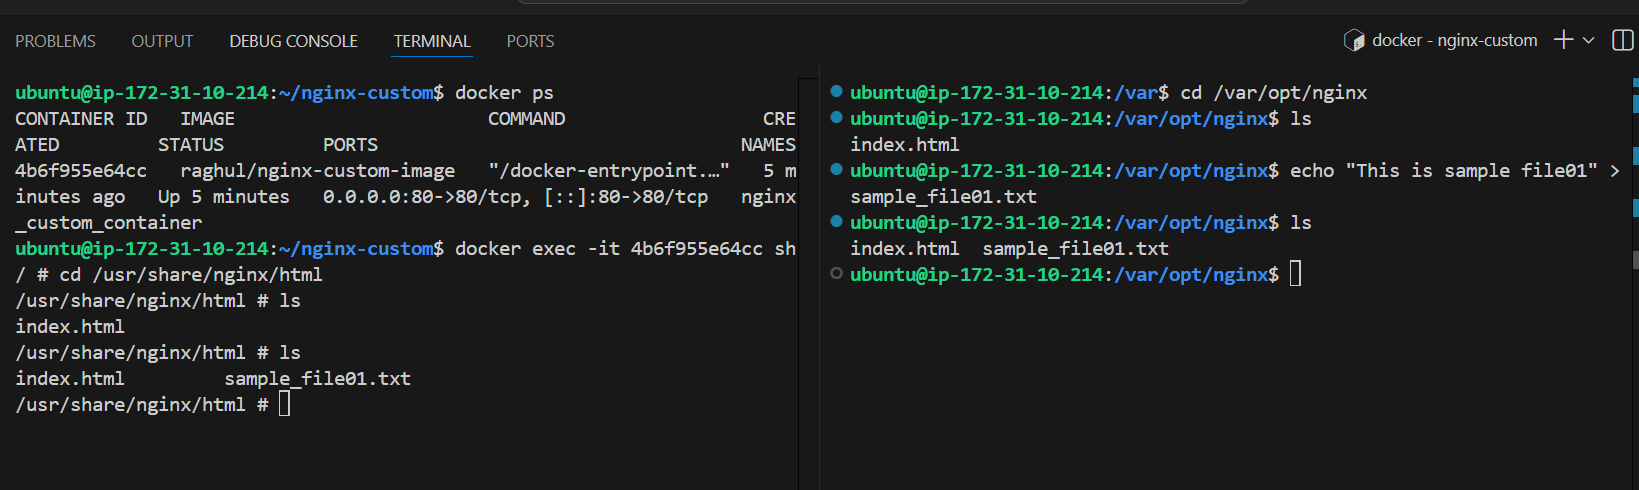 PROBLEMS OUTPUT DEBUG CONSOLE TERMINAL PORTS
docker - nginx-custom
ubuntu@ip-172-31-10-214:~/nginx-custom$ docker ps
CONTAINER ID   IMAGE                       COMMAND                  CRE
ATED         STATUS         PORTS                                 NAMES
4b6f955e64cc   raghul/nginx-custom-image   "/docker-entrypoint.…"   5 m
inutes ago   Up 5 minutes   0.0.0.0:80->80/tcp, [::]:80->80/tcp   nginx
_custom_container
ubuntu@ip-172-31-10-214:~/nginx-custom$ docker exec -it 4b6f955e64cc sh
/ # cd /usr/share/nginx/html
/usr/share/nginx/html # ls
index.html
/usr/share/nginx/html # ls
index.html         sample_file01.txt
/usr/share/nginx/html #
ubuntu@ip-172-31-10-214:/var$ cd /var/opt/nginx
ubuntu@ip-172-31-10-214:/var/opt/nginx$ ls
index.html
ubuntu@ip-172-31-10-214:/var/opt/nginx$ echo "This is sample file01" >
sample_file01.txt
ubuntu@ip-172-31-10-214:/var/opt/nginx$ ls
index.html  sample_file01.txt
ubuntu@ip-172-31-10-214:/var/opt/nginx$